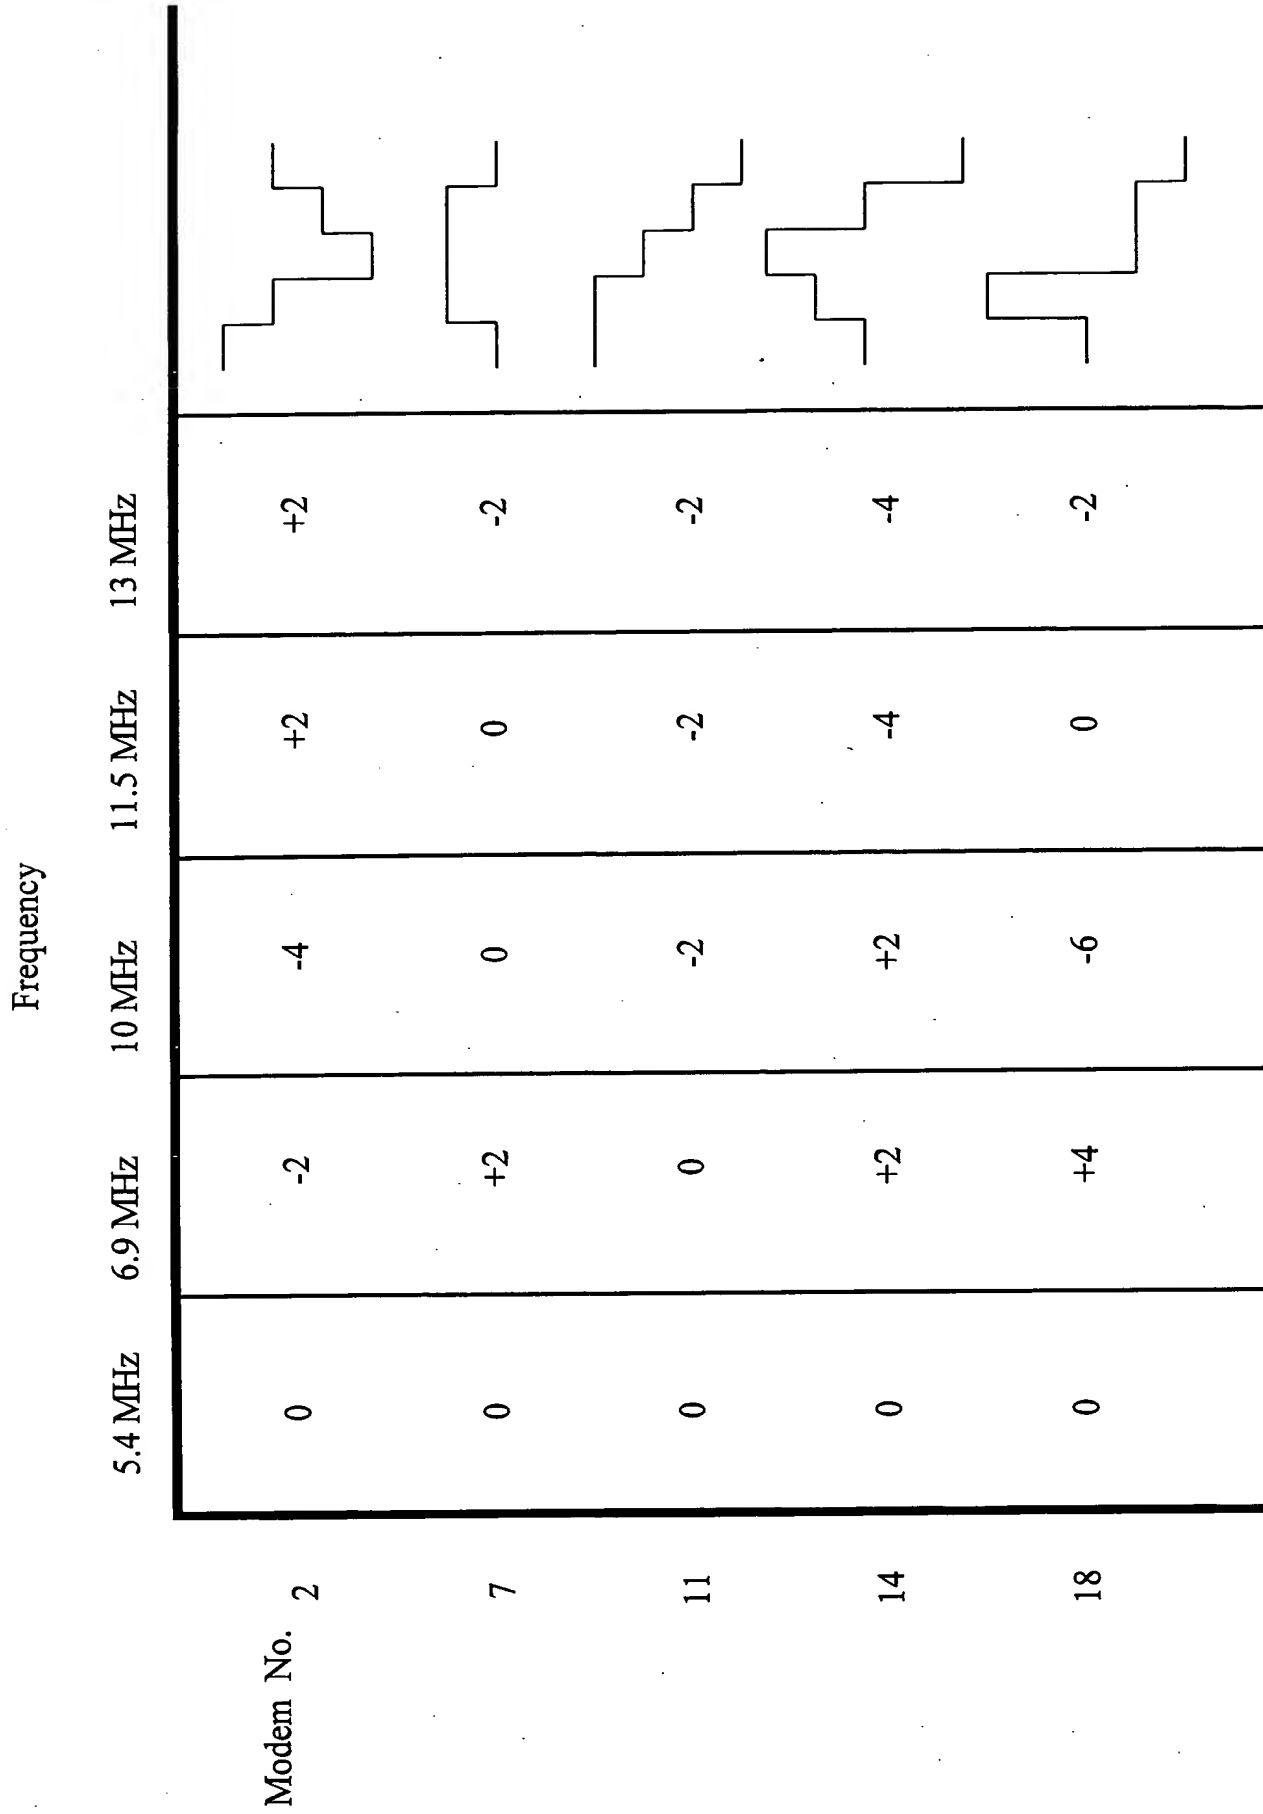 Frequency
5.4 MHz 6.9 MHz 10 MHz 11.5 MHz 13 MHz
Modem No. 2 0 -2 -4 +2 +2
7 0 +2 0 0 -2
11 0 0 -2 -2 -2
14 0 +2 +2 -4 -4
18 0 +4 -6 0 -2